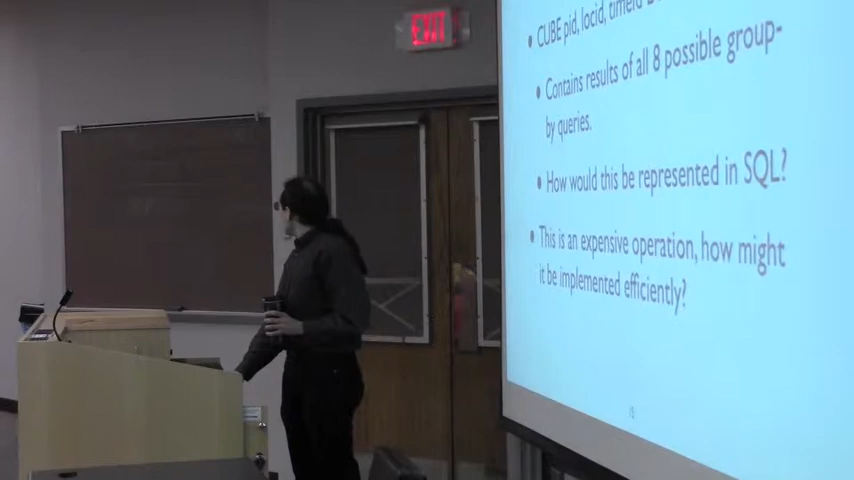 EXIT
CUBE pid, locid, timeid
Contains results of all 8 possible group-
by queries.
How would this be represented in SQL?
This is an expensive operation, how might
it be implemented efficiently?